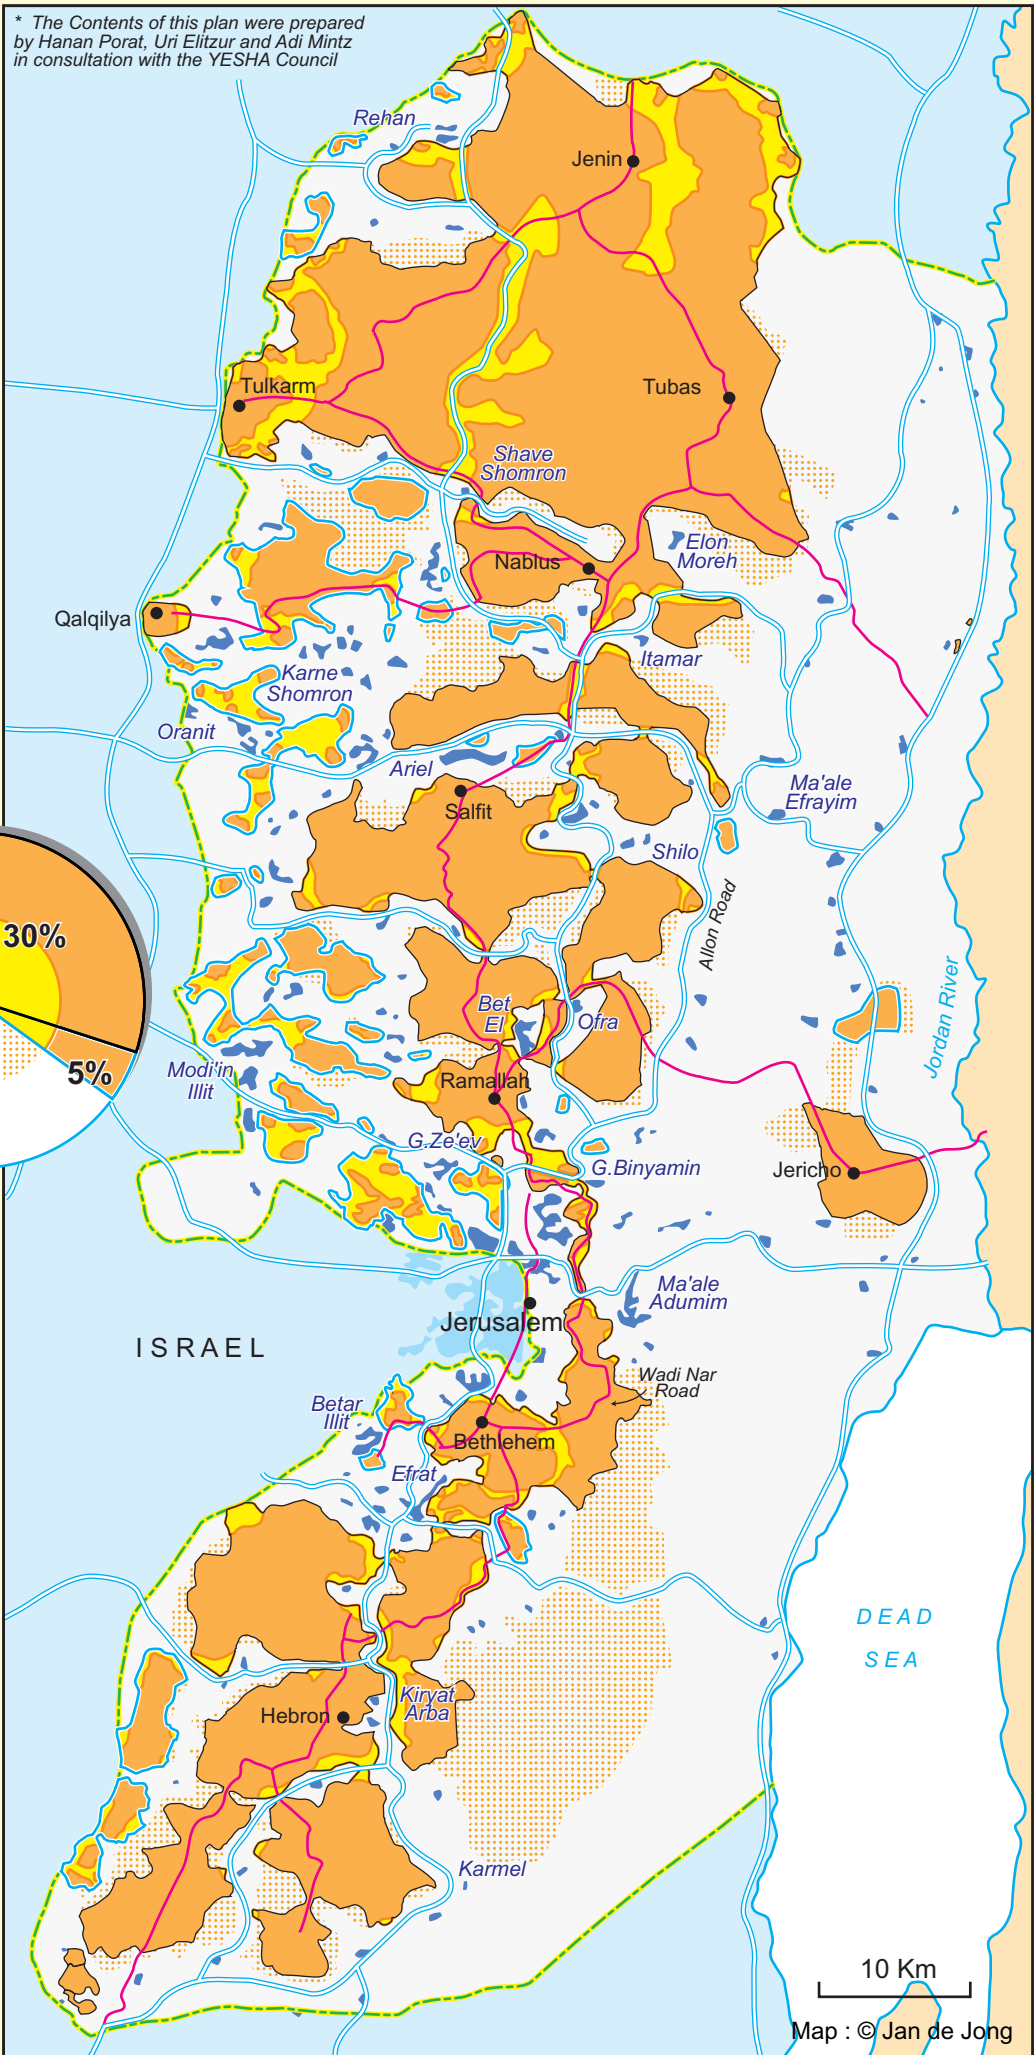 * The Contents of this plan were prepared
by Hanan Porat, Uri Elitzur and Adi Mintz
in consultation with the YESHA Council
Rehan
Jenin
Tulkarm
Tubas
Shave
Shomron
Elon
Moreh
Nablus
Qalqilya
Itamar
Karne
Shomron
Oranit
Ariel
Ma'ale
Efrayim
Salfit
Shilo
Allon Road
30%
5%
Bet
El
Ofra
Jordan River
Modi'in
Illit
Ramallah
G.Ze'ev
G.Binyamin
Jericho
Ma'ale
Adumim
Jerusalem
ISRAEL
Wadi Nar
Road
Betar
Illit
Bethlehem
Efrat
DEAD
SEA
Kiryat
Arba
Hebron
Karmel
10 Km
Map : © Jan de Jong